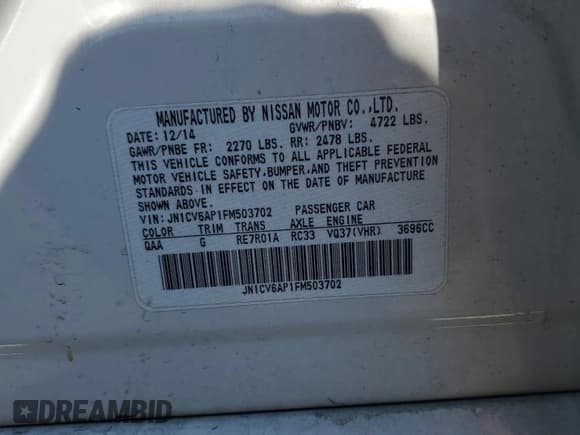 MANUFACTURED BY NISSAN MOTOR CO.,LTD.
DATE: 12/14 GVWR/PNBV: 4722 LBS.
GAWR/PNBE FR: 2270 LBS. RR: 2478 LBS.
THIS VEHICLE CONFORMS TO ALL APPLICABLE FEDERAL
MOTOR VEHICLE SAFETY,BUMPER,AND THEFT PREVENTION
STANDARDS IN EFFECT ON THE DATE OF MANUFACTURE
SHOWN ABOVE.
VIN: JN1CV6AP1FM503702 PASSENGER CAR
COLOR TRIM TRANS AXLE ENGINE
QAA G RE7R01A RC33 VQ37(VHR) 3696CC
JN1CV6AP1FM503702
DREAMBID